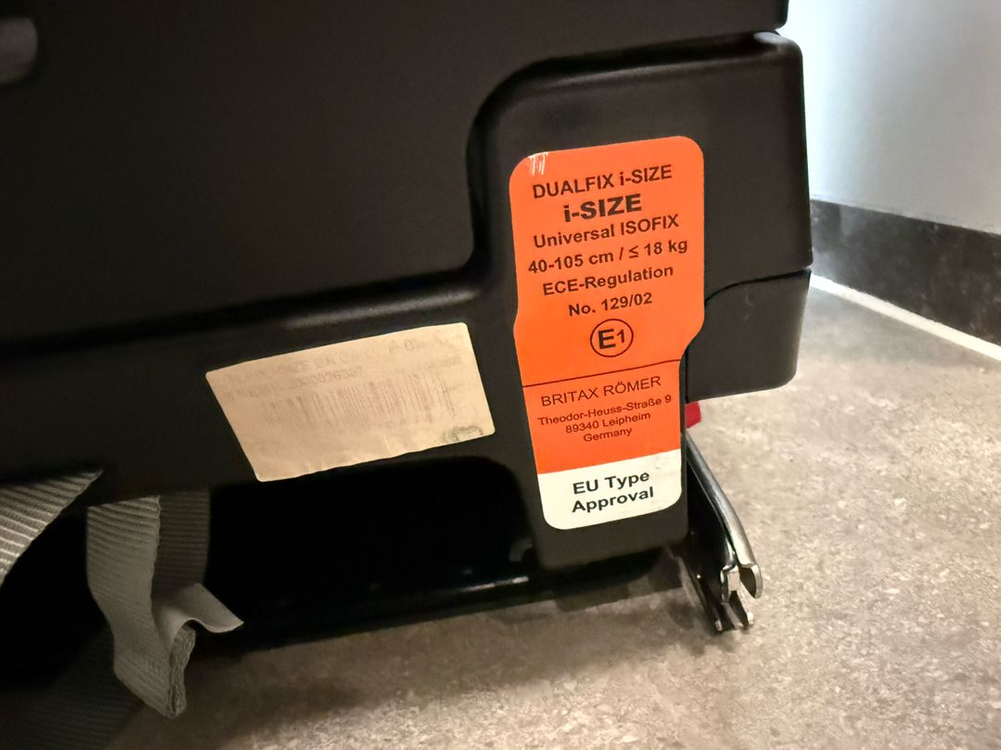 DUALFIX i-SIZE
i-SIZE
Universal ISOFIX
40-105 cm / ≤ 18 kg
ECE-Regulation
No. 129/02
E1
BRITAX RÖMER
Theodor-Heuss-Straße 9
89340 Leipheim
Germany
EU Type
Approval